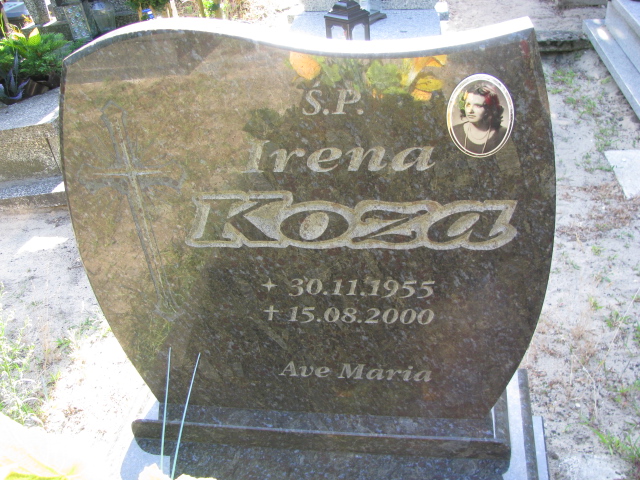 S.P.
Irena
Koza
✦ 30.11.1955
+ 15.08.2000
Ave Maria